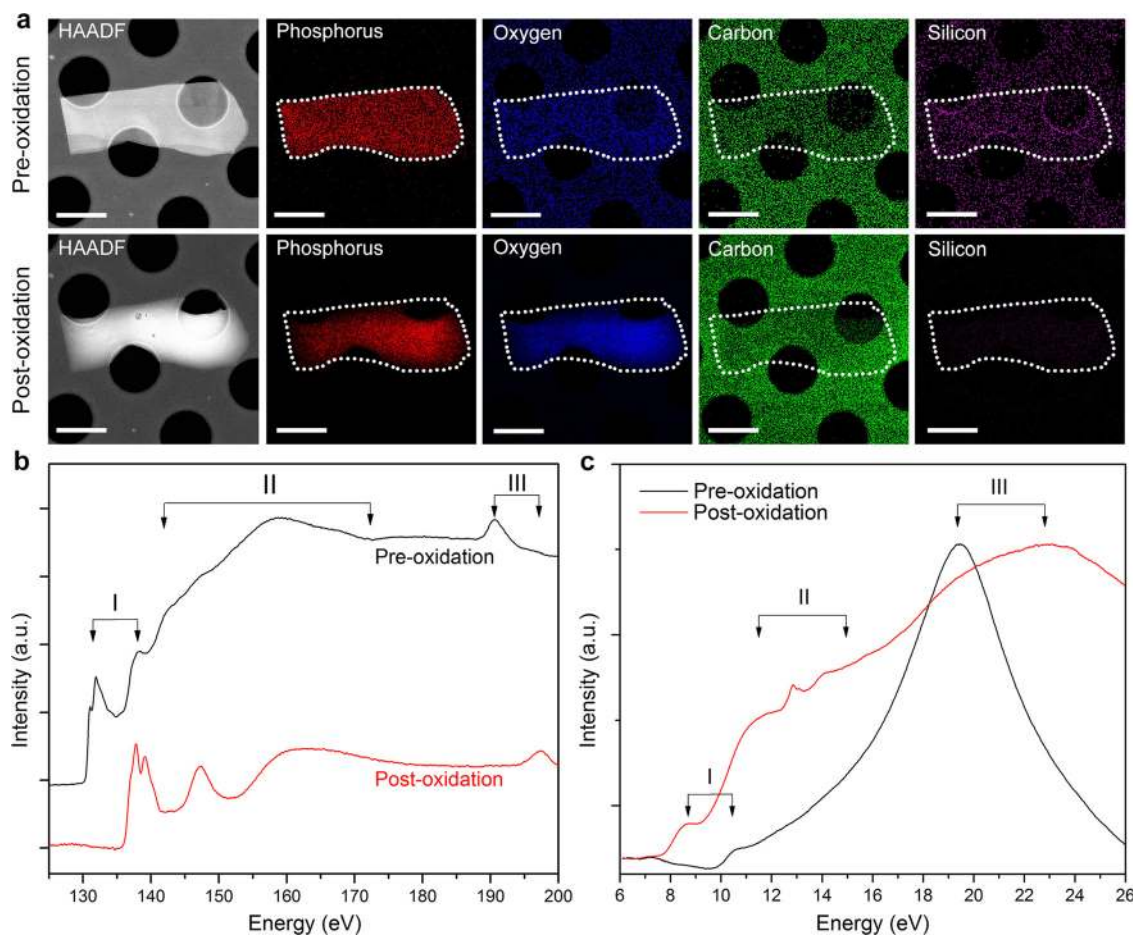 a
HAADF Phosphorus Oxygen Carbon Silicon
Pre-oxidation
HAADF Phosphorus Oxygen Carbon Silicon
Post-oxidation
b
I
II
III
Pre-oxidation
Post-oxidation
Intensity (a.u.)
130 140 150 160 170 180 190 200
Energy (eV)
c
Pre-oxidation
Post-oxidation
I
II
III
Intensity (a.u.)
6 8 10 12 14 16 18 20 22 24 26
Energy (eV)